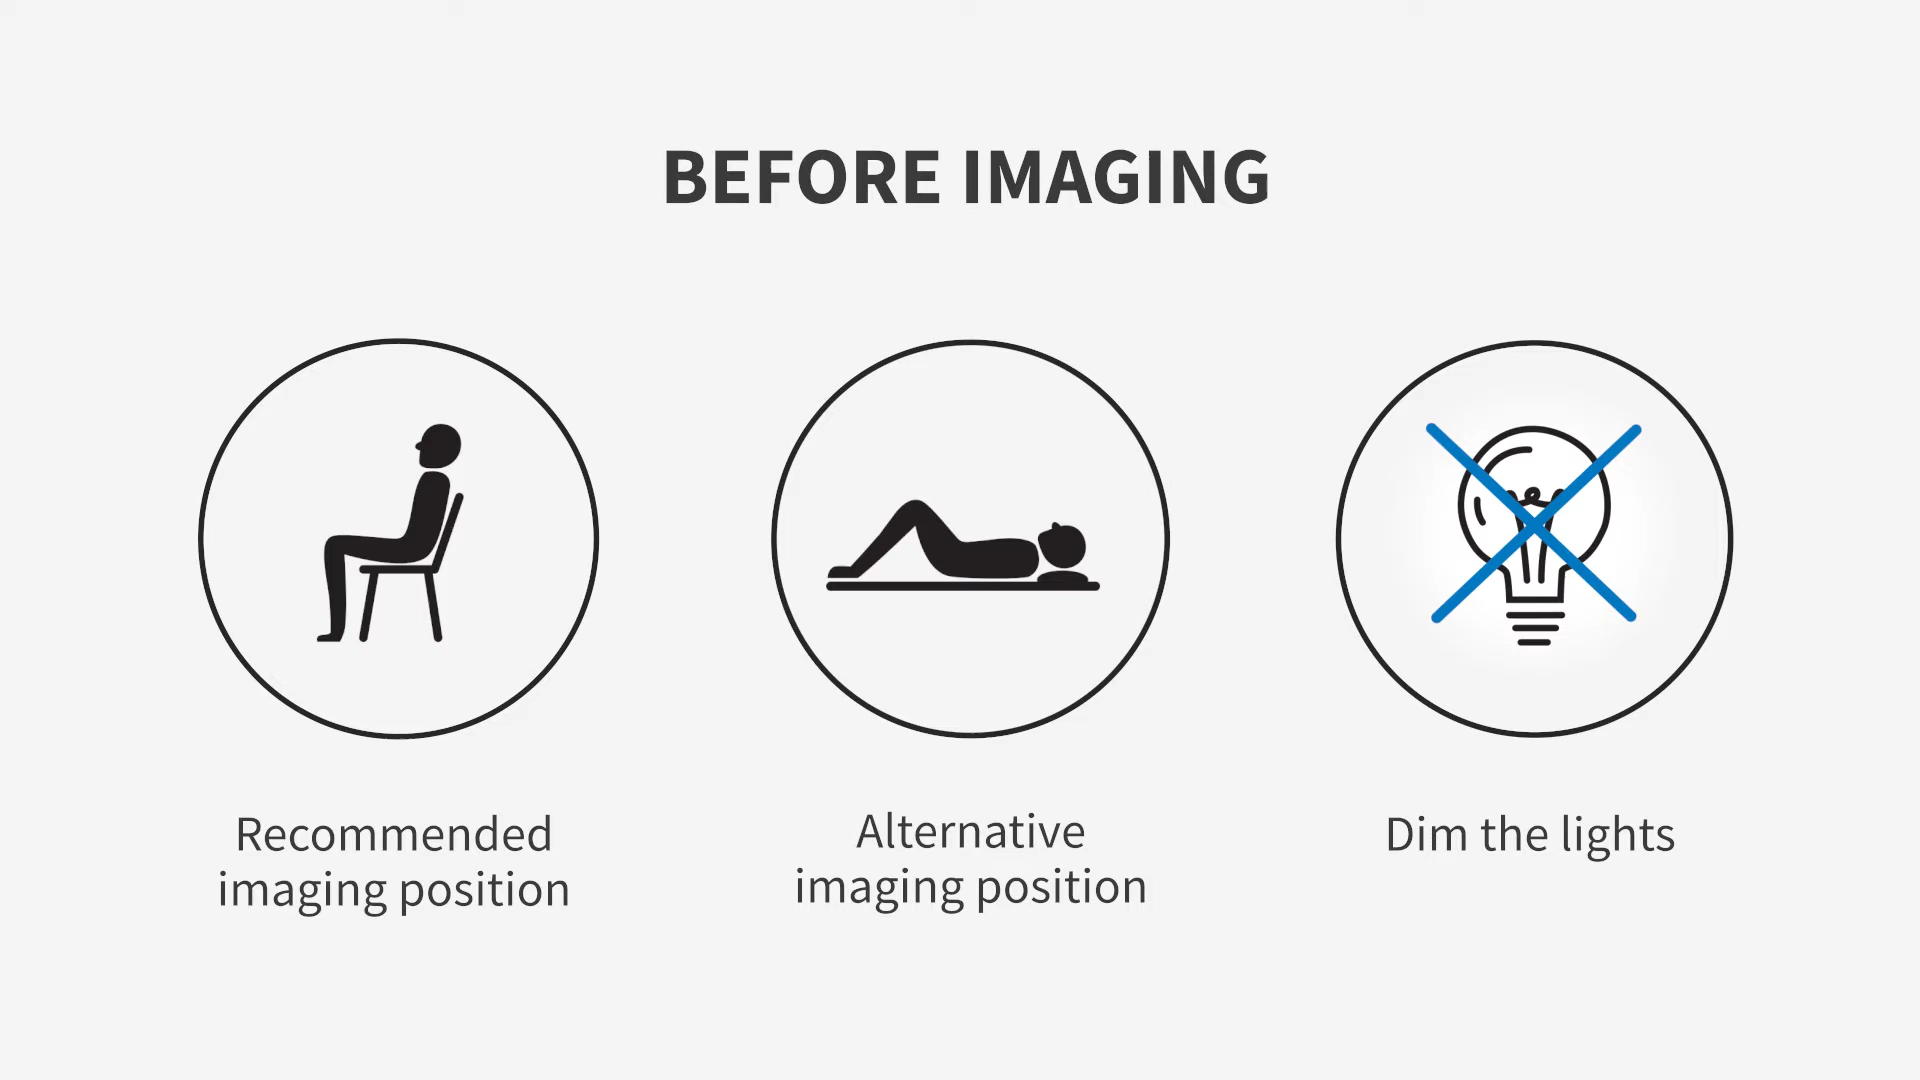 BEFORE IMAGING
Recommended
imaging position
Alternative
imaging position
Dim the lights